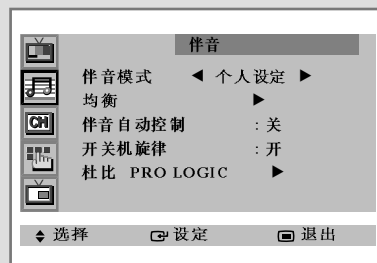 伴音
伴音模式 ◀ 个人设定 ▶
均衡 ▶
CH 伴音自动控制 : 关
开关机旋律 : 开
杜比 PRO LOGIC ▶
选择 设定 退出